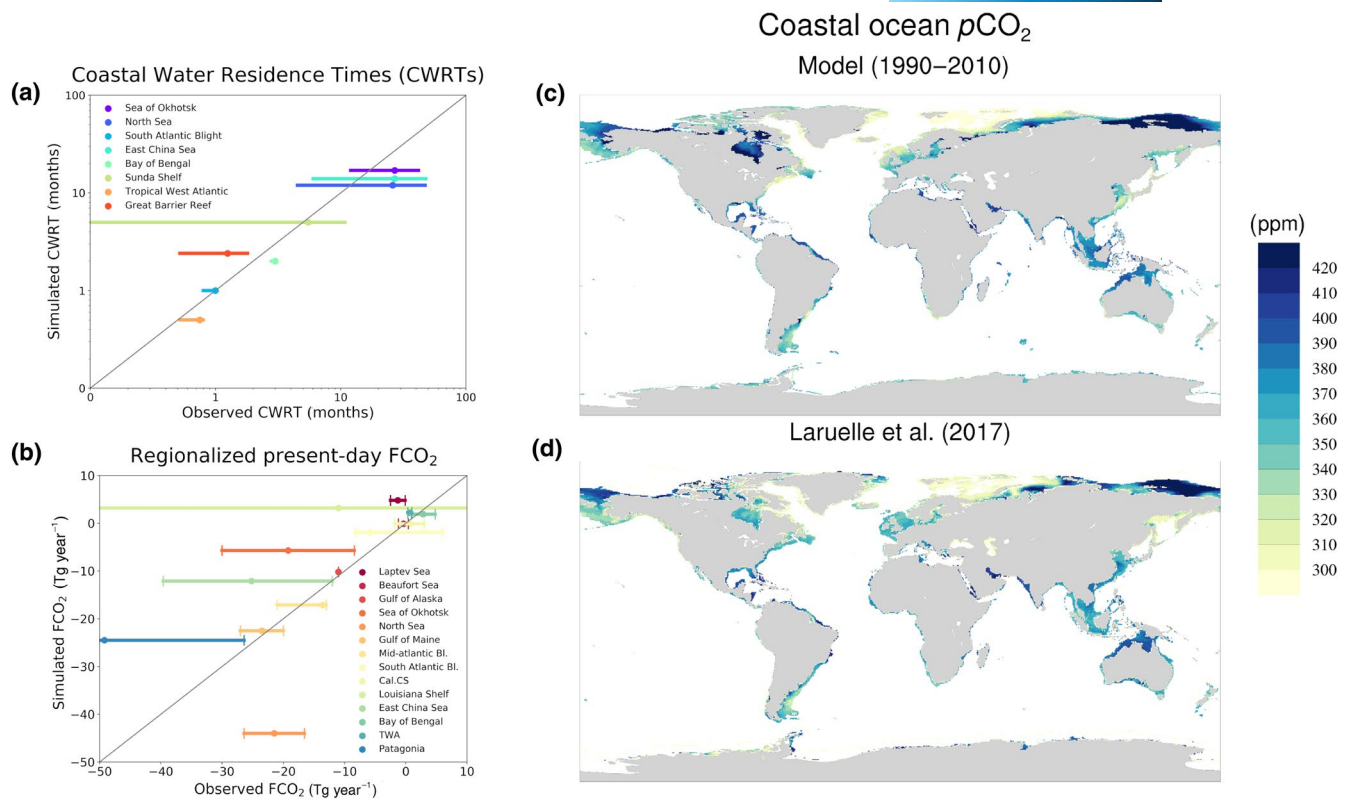 Coastal ocean pCO₂
(a)
Coastal Water Residence Times (CWRTs)
100
10
1
0
Simulated CWRT (months)
Sea of Okhotsk
North Sea
South Atlantic Blight
East China Sea
Bay of Bengal
Sunda Shelf
Tropical West Atlantic
Great Barrier Reef
0
1
10
100
Observed CWRT (months)
(b)
Regionalized present-day FCO₂
10
0
−10
−20
−30
−40
−50
Simulated FCO₂ (Tg year⁻¹)
Laptev Sea
Beaufort Sea
Gulf of Alaska
Sea of Okhotsk
North Sea
Gulf of Maine
Mid-atlantic Bl.
South Atlantic Bl.
Cal.CS
Louisiana Shelf
East China Sea
Bay of Bengal
TWA
Patagonia
−50
−40
−30
−20
−10
0
10
Observed FCO₂ (Tg year⁻¹)
(c)
Model (1990–2010)
(d)
Laruelle et al. (2017)
(ppm)
420
410
400
390
380
370
360
350
340
330
320
310
300